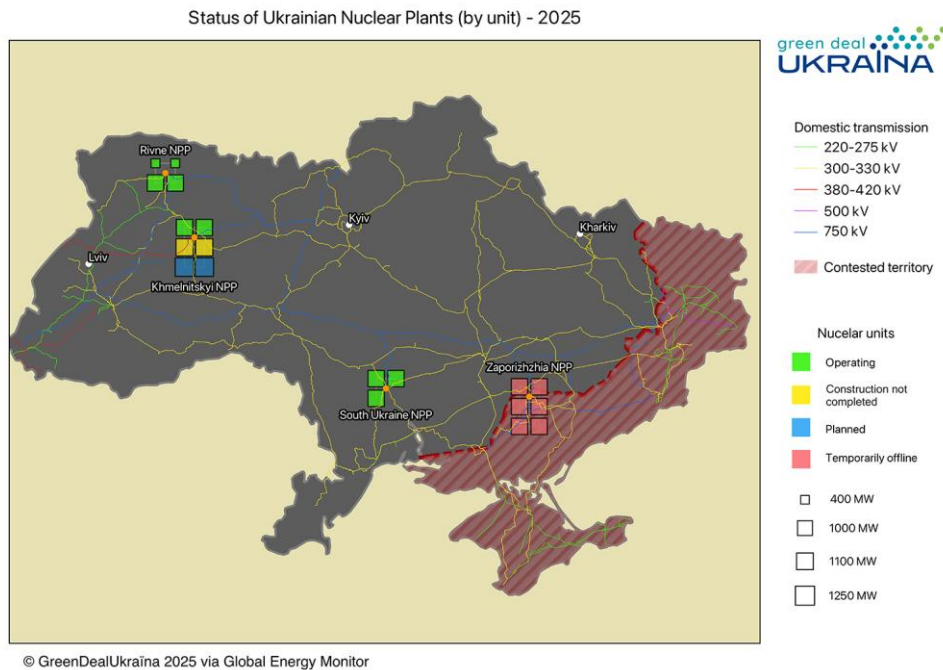 Status of Ukrainian Nuclear Plants (by unit) - 2025
green deal
UKRAÏNA
Domestic transmission
220-275 kV
300-330 kV
380-420 kV
500 kV
750 kV
Contested territory
Nucelar units
Operating
Construction not
completed
Planned
Temporarily offline
400 MW
1000 MW
1100 MW
1250 MW
Rivne NPP
Kyiv
Kharkiv
Lviv
Khmelnitskyi NPP
Zaporizhzhia NPP
South Ukraine NPP
© GreenDealUkraïna 2025 via Global Energy Monitor